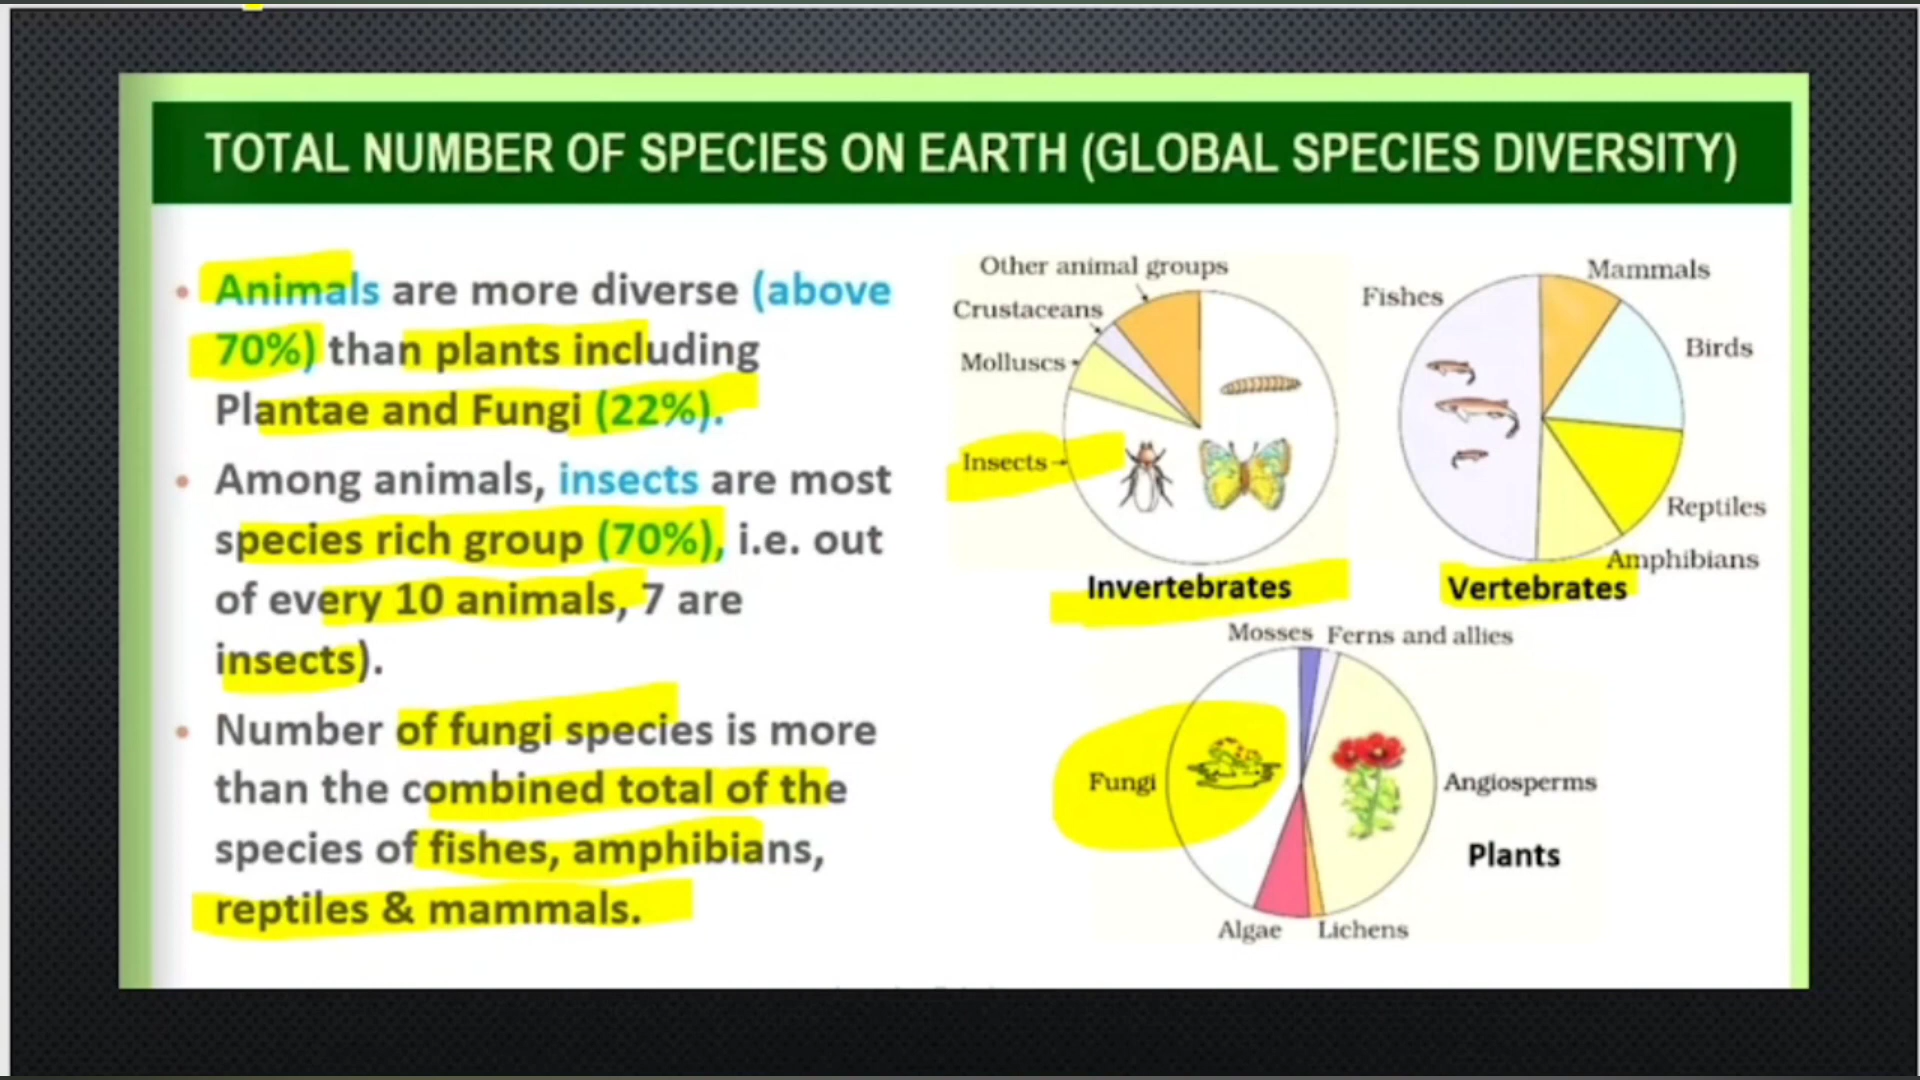 TOTAL NUMBER OF SPECIES ON EARTH (GLOBAL SPECIES DIVERSITY)
• Animals are more diverse (above
70%) than plants including
Plantae and Fungi (22%).
• Among animals, insects are most
species rich group (70%), i.e. out
of every 10 animals, 7 are
insects).
• Number of fungi species is more
than the combined total of the
species of fishes, amphibians,
reptiles & mammals.
Other animal groups
Crustaceans
Molluscs
Insects
Invertebrates
Mammals
Fishes
Birds
Reptiles
Amphibians
Vertebrates
Mosses Ferns and allies
Fungi
Angiosperms
Plants
Algae Lichens